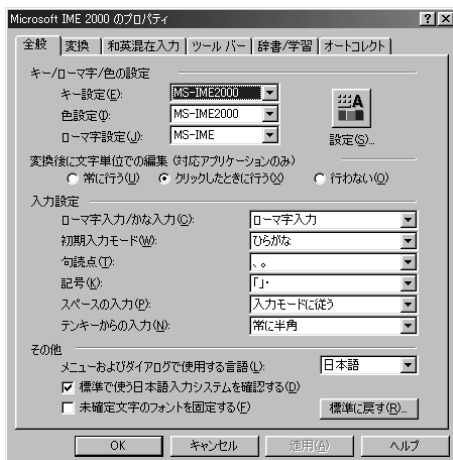 Microsoft IME 2000 のプロパティ
全般 変換 和英混在入力 ツール バー 辞書/学習 オートコレクト
キー/ローマ字/色の設定
キー設定(E): MS-IME2000
色設定(I): MS-IME2000
ローマ字設定(J): MS-IME
A
設定(S)...
変換後に文字単位での編集 (対応アプリケーションのみ)
常に行う(U) クリックしたときに行う(X) 行わない(O)
入力設定
ローマ字入力/かな入力(C): ローマ字入力
初期入力モード(W): ひらがな
句読点(T): 、。
記号(K): 「」・
スペースの入力(P): 入力モードに従う
テンキーからの入力(N): 常に半角
その他
メニューおよびダイアログで使用する言語(L): 日本語
標準で使う日本語入力システムを確認する(D)
未確定文字のフォントを固定する(F) 標準に戻す(R)...
OK キャンセル 適用(A) ヘルプ